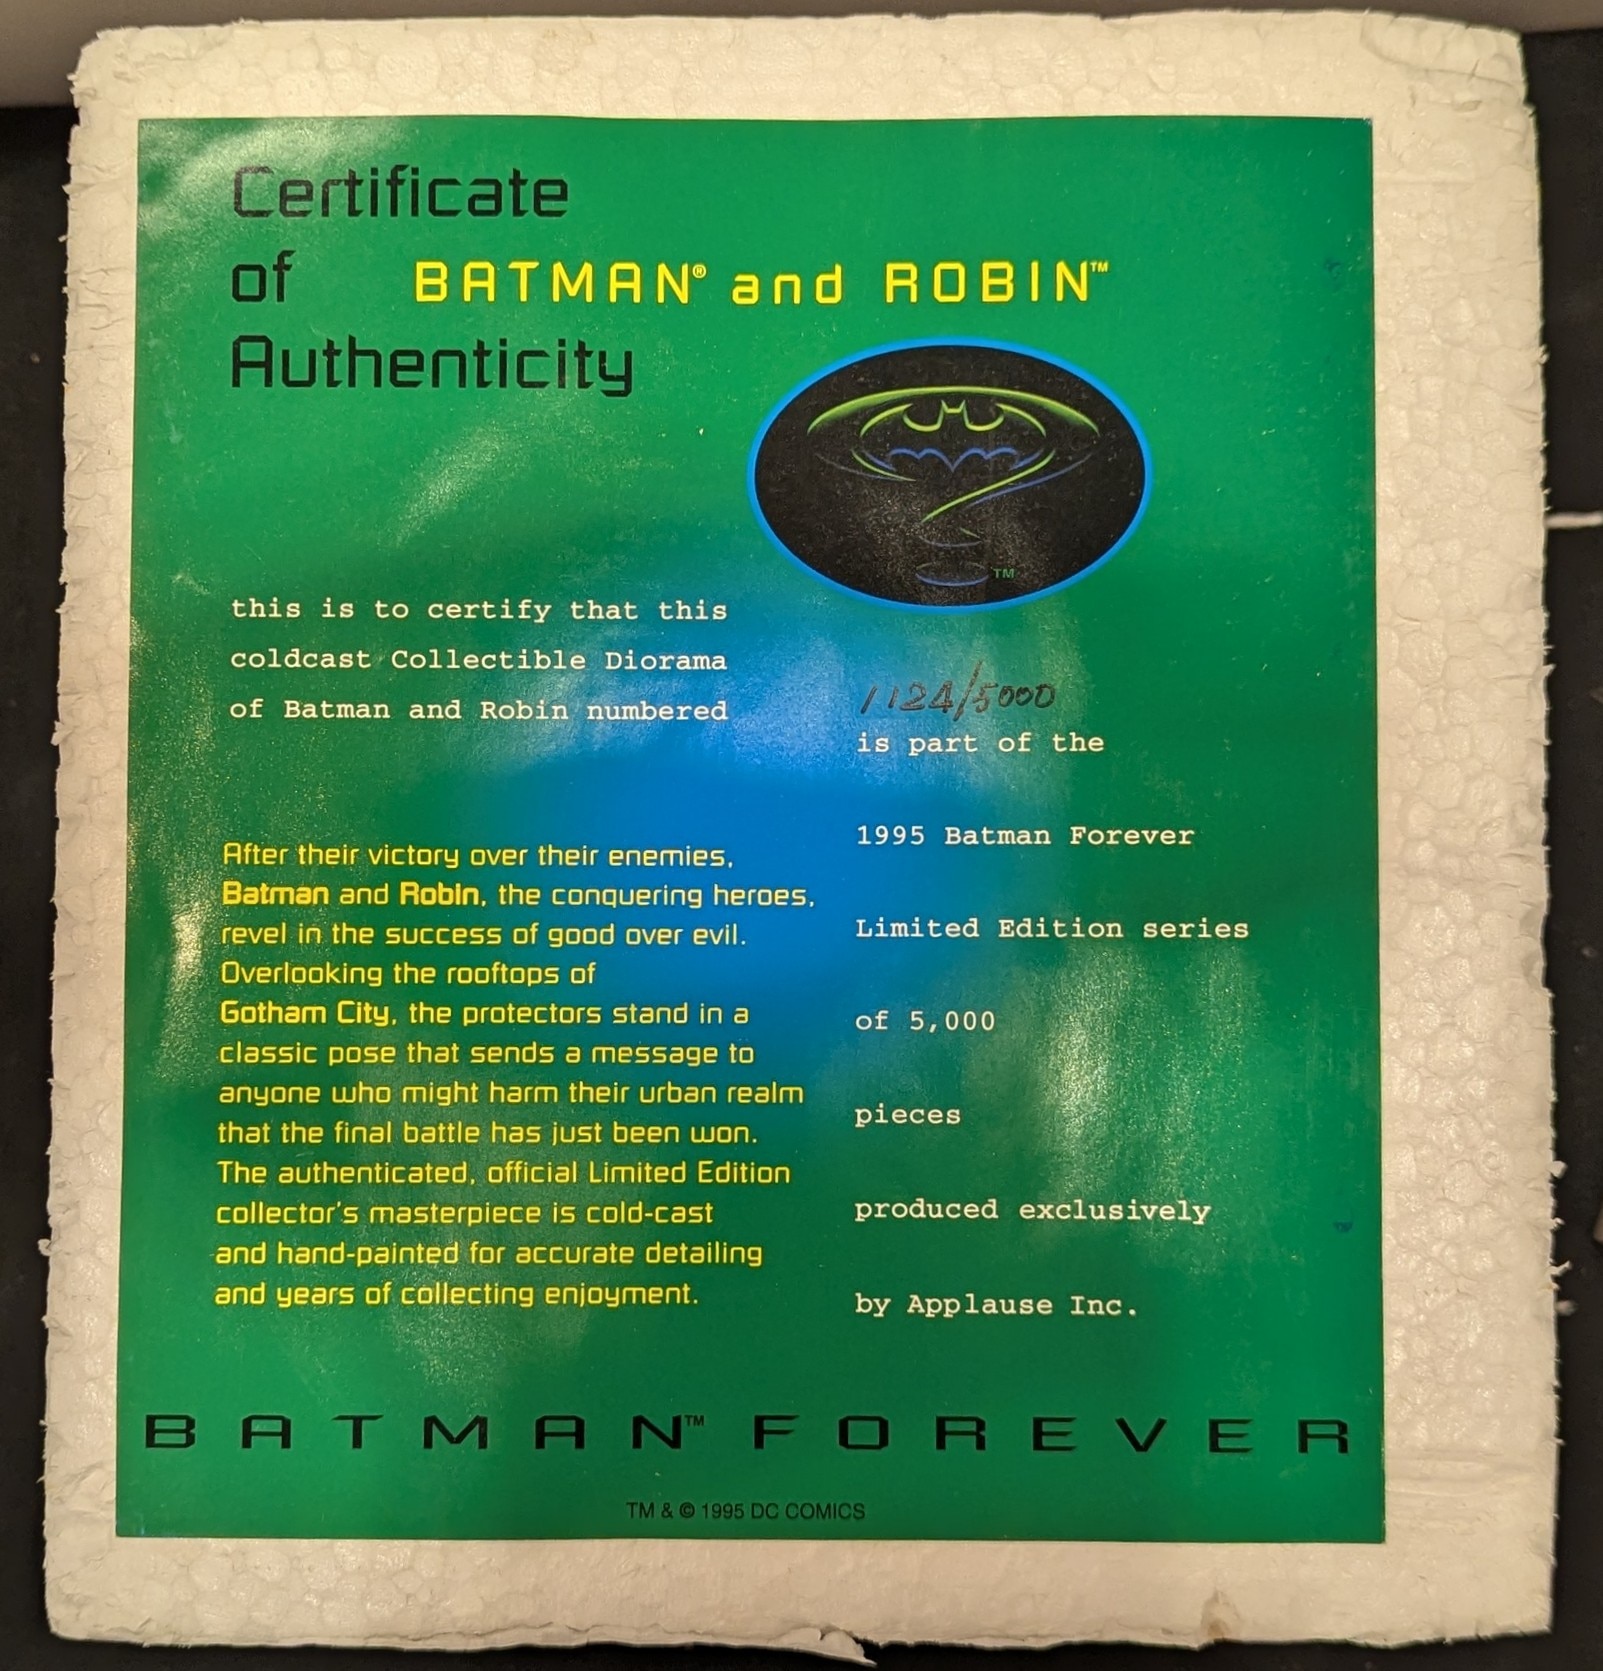 Certificate
of
Authenticity
BATMAN® and ROBIN™
TM
this is to certify that this
coldcast Collectible Diorama
of Batman and Robin numbered
1124/5000
is part of the
1995 Batman Forever
Limited Edition series
of 5,000
pieces
produced exclusively
by Applause Inc.
After their victory over their enemies,
Batman and Robin, the conquering heroes,
revel in the success of good over evil.
Overlooking the rooftops of
Gotham City, the protectors stand in a
classic pose that sends a message to
anyone who might harm their urban realm
that the final battle has just been won.
The authenticated, official Limited Edition
collector's masterpiece is cold-cast
and hand-painted for accurate detailing
and years of collecting enjoyment.
BATMAN™ FOREVER
TM & © 1995 DC COMICS